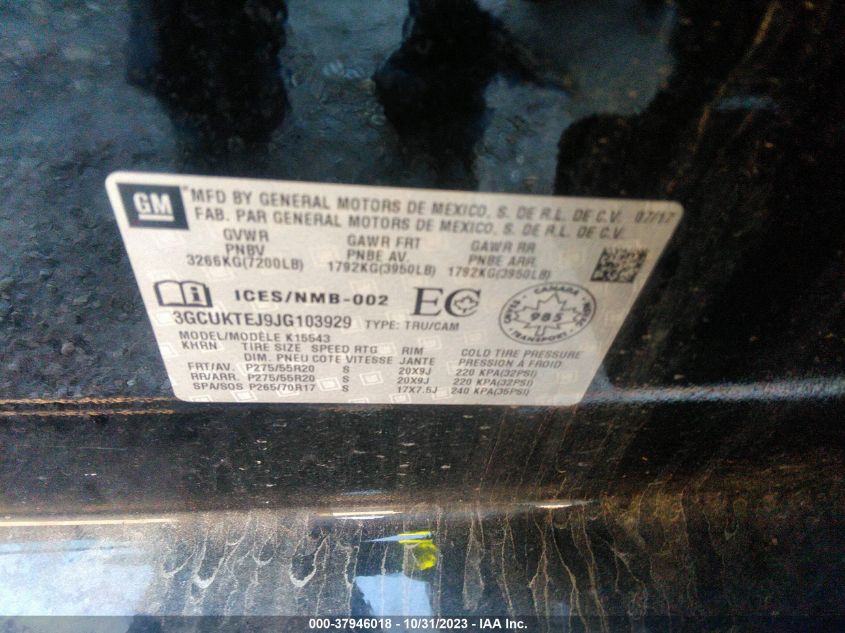 GM
MFD BY GENERAL MOTORS DE MEXICO, S. DE R.L. DE C.V. 07/17
FAB. PAR GENERAL MOTORS DE MEXICO, S. DE R.L. DE C.V.
GVWR GAWR FRT GAWR RR
PNBV PNBE AV. PNBE ARR.
3266KG(7200LB) 1792KG(3950LB) 1792KG(3950LB)
ICES/NMB-002 EC
CANADA 985
3GCUKTEJ9JG103929 TYPE: TRU/CAM
MODEL/MODÈLE K15543
KHRN TIRE SIZE SPEED RTG RIM COLD TIRE PRESSURE
DIM. PNEU COTE VITESSE JANTE PRESSION À FROID
FRT/AV. P275/55R20 S 20X9J 220 KPA(32PSI)
RR/ARR. P275/55R20 S 20X9J 220 KPA(32PSI)
SPA/SOS P265/70R17 S 17X7.5J 240 KPA(35PSI)
000-37946018 - 10/31/2023 - IAA Inc.